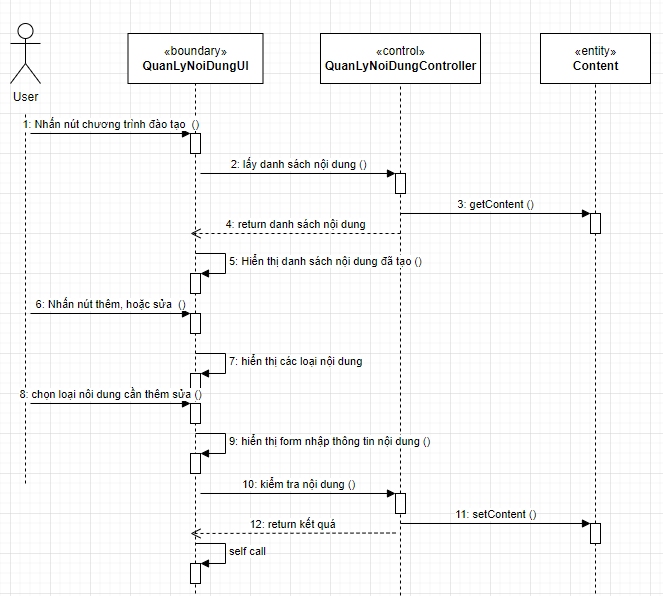 «boundary»
QuanLyNoiDungUI
«control»
QuanLyNoiDungController
«entity»
Content
User
1: Nhấn nút chương trình đào tạo ()
2: lấy danh sách nội dung ()
3: getContent ()
4: return danh sách nội dung
5: Hiển thị danh sách nội dung đã tạo ()
6: Nhấn nút thêm, hoặc sửa ()
7: hiển thị các loại nội dung
8: chọn loại nôi dung cần thêm sửa ()
9: hiển thị form nhập thông tin nội dung ()
10: kiểm tra nội dung ()
11: setContent ()
12: return kết quả
self call